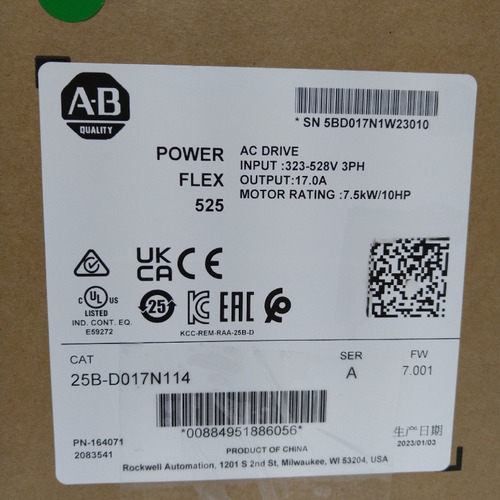 A-B
QUALITY
* SN 5BD017N1W23010
POWER
FLEX
525
AC DRIVE
INPUT :323-528V 3PH
OUTPUT:17.0A
MOTOR RATING :7.5kW/10HP
UK
CA
CE
C UL US
LISTED
IND. CONT. EQ.
E59272
25
KC
EAC
KCC-REM-RAA-25B-D
CAT
SER
FW
25B-D017N114
A
7.001
*00884951886056*
PN-164071
2083541
PRODUCT OF CHINA
Rockwell Automation, 1201 S 2nd St, Milwaukee, WI 53204, USA
生产日期
2023/01/03